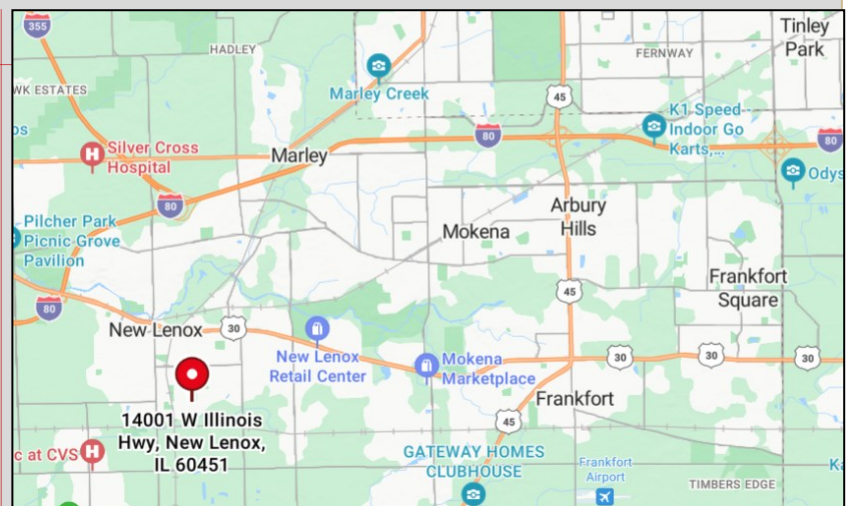 355
HADLEY
Tinley
Park
FERNWAY
WK ESTATES
Marley Creek
45
K1 Speed
Indoor Go
Karts,...
80
80
os
Silver Cross
Hospital
Marley
Odys
80
Pilcher Park
Picnic Grove
Pavilion
Mokena
Arbury
Hills
Frankfort
Square
45
80
New Lenox
30
New Lenox
Retail Center
Mokena
Marketplace
30
30
30
14001 W Illinois
Hwy, New Lenox,
IL 60451
Frankfort
45
c at CVS
GATEWAY HOMES
CLUBHOUSE
Frankfort
Airport
TIMBERS EDGE
Ka